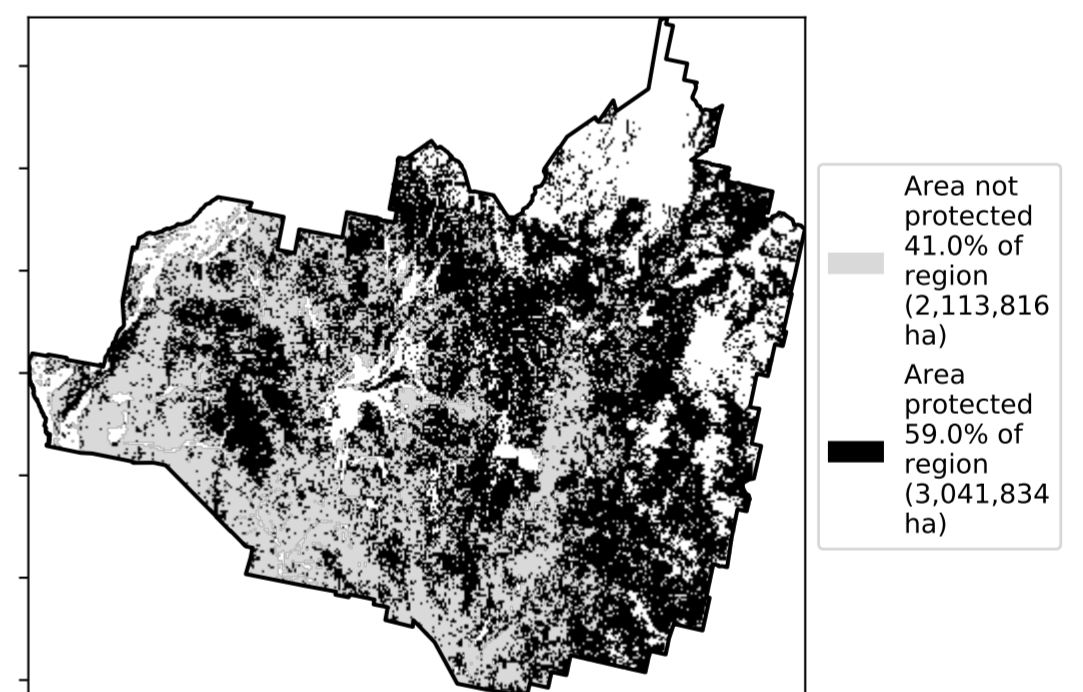 Area not
protected
41.0% of
region
(2,113,816
ha)
Area
protected
59.0% of
region
(3,041,834
ha)